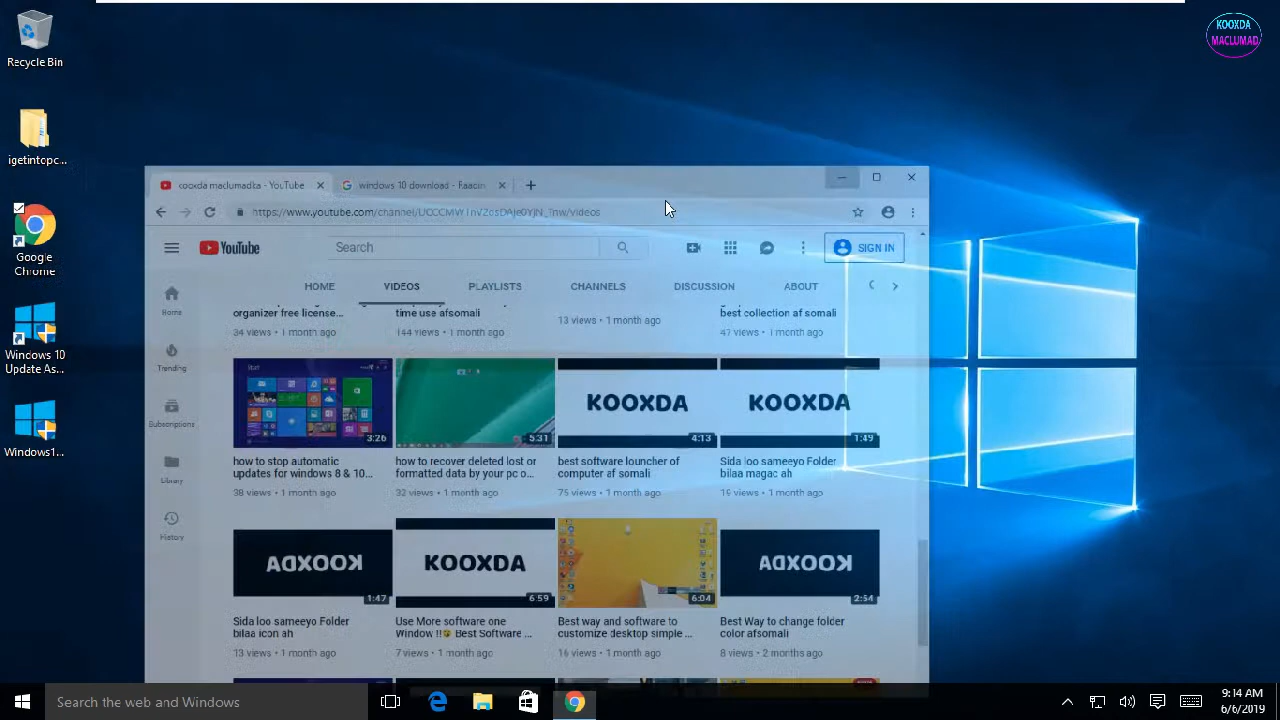 KOOXDA
MACLUMAD
Recycle Bin
igetintopc...
Google
Chrome
Windows 10
Update As...
Windows1...
kooxda maclumadka - YouTube
windows 10 download - Raadin
YouTube
Search
SIGN IN
HOME
VIDEOS
PLAYLISTS
CHANNELS
DISCUSSION
ABOUT
Home
Trending
Subscriptions
Library
History
organizer free license...
34 views • 1 month ago
time use afsomali
144 views • 1 month ago
13 views • 1 month ago
best collection af somali
47 views • 1 month ago
Start
3:26
how to stop automatic
updates for windows 8 & 10...
38 views • 1 month ago
5:31
how to recover deleted lost or
formatted data by your pc o...
32 views • 1 month ago
KOOXDA
4:13
best software louncher of
computer af somali
75 views • 1 month ago
KOOXDA
1:49
Sida loo sameeyo Folder
bilaa magac ah
19 views • 1 month ago
KOOXDA
1:47
Sida loo sameeyo Folder
bilaa icon ah
13 views • 1 month ago
KOOXDA
6:59
Use More software one
Window !! Best Software ...
7 views • 1 month ago
6:04
Best way and software to
customize desktop simple ...
16 views • 1 month ago
KOOXDA
2:54
Best Way to change folder
color afsomali
8 views • 2 months ago
Search the web and Windows
9:14 AM
6/6/2019